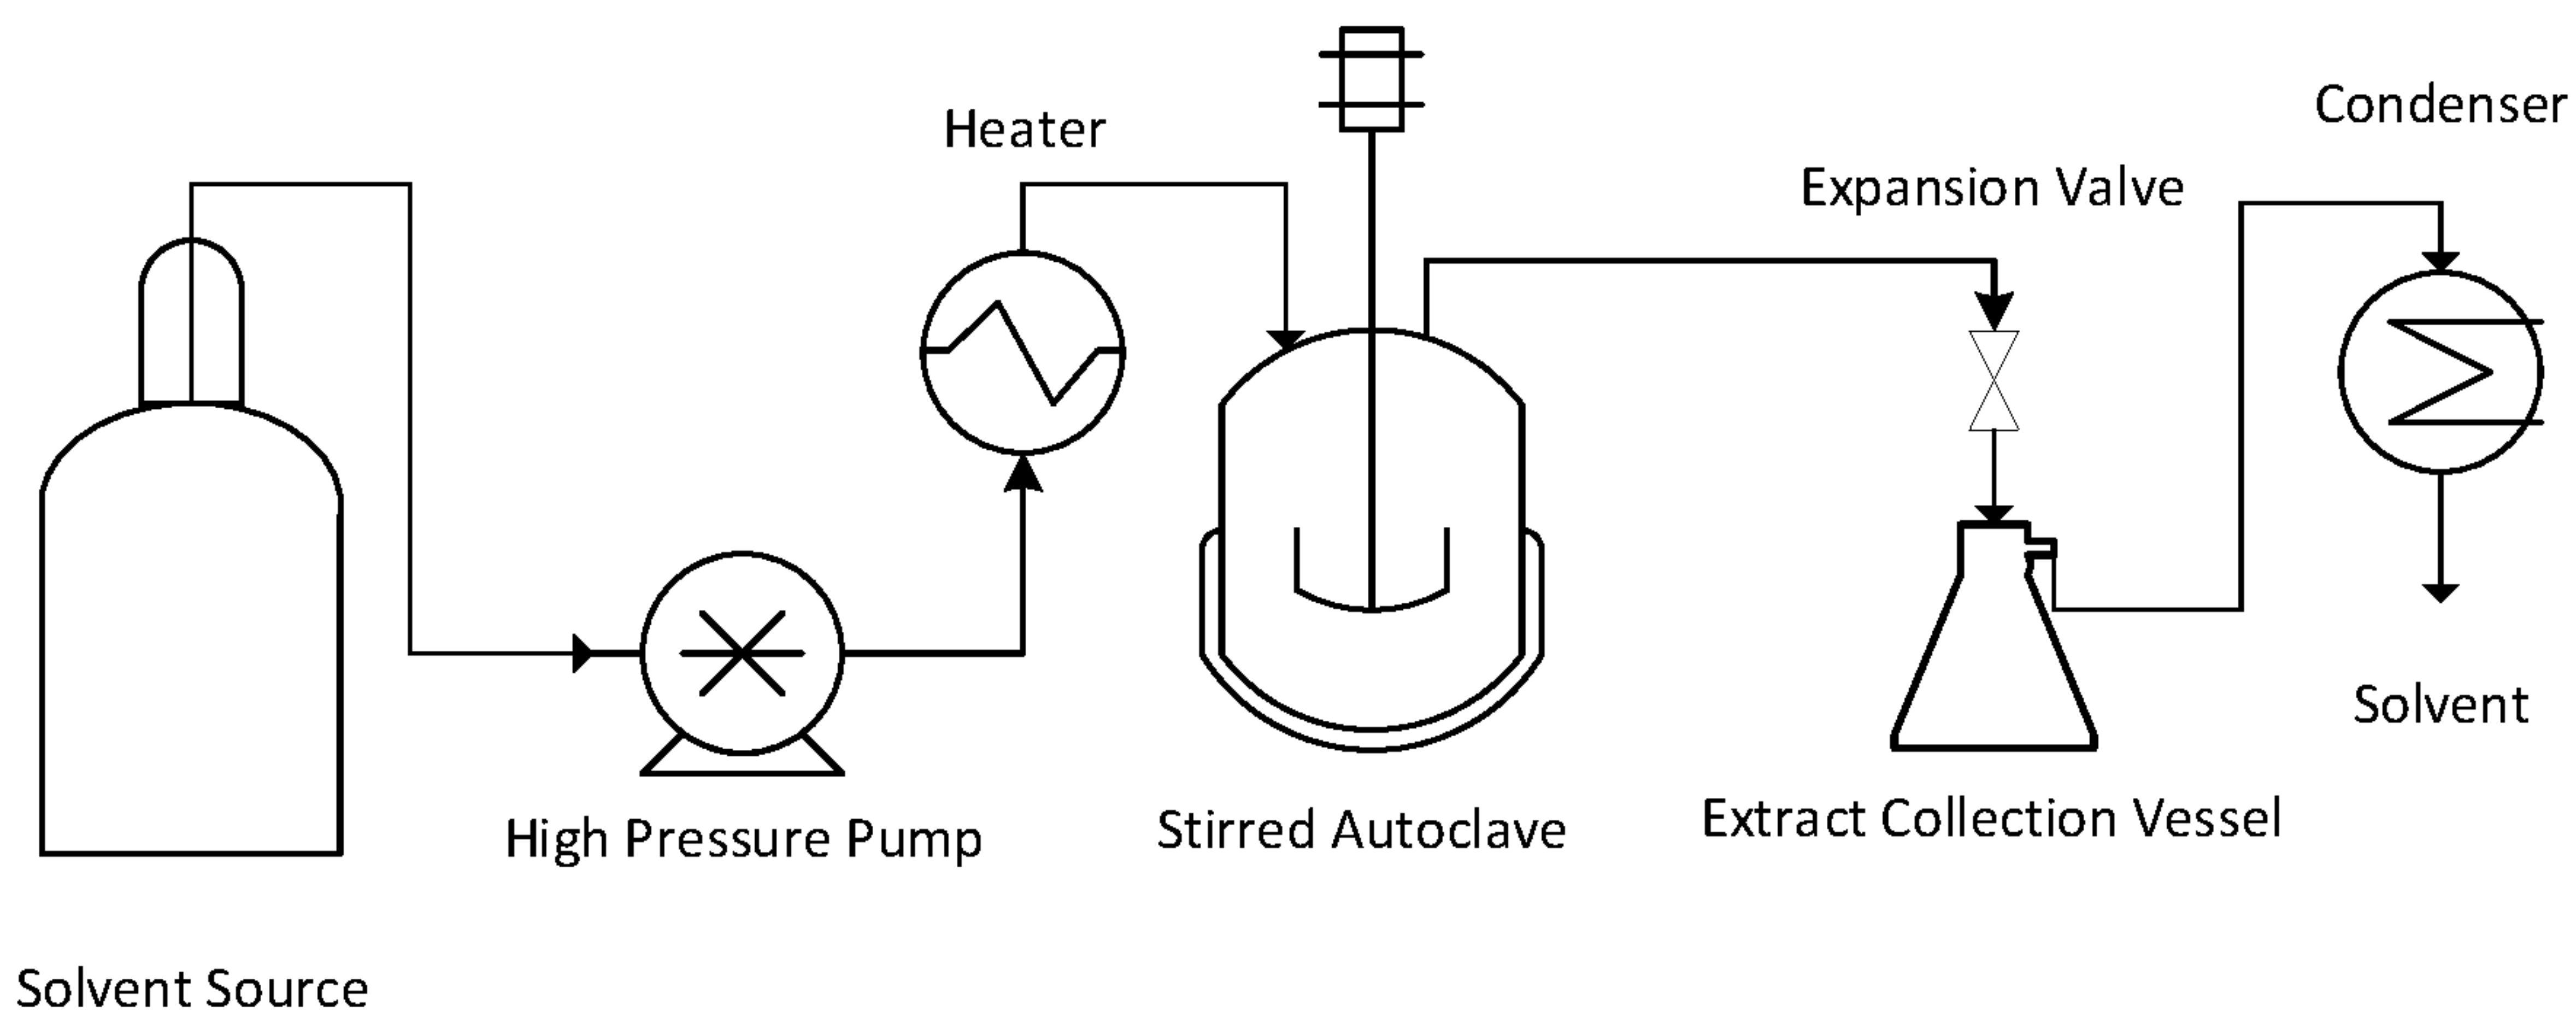 Solvent Source
High Pressure Pump
Heater
Stirred Autoclave
Expansion Valve
Extract Collection Vessel
Condenser
Solvent